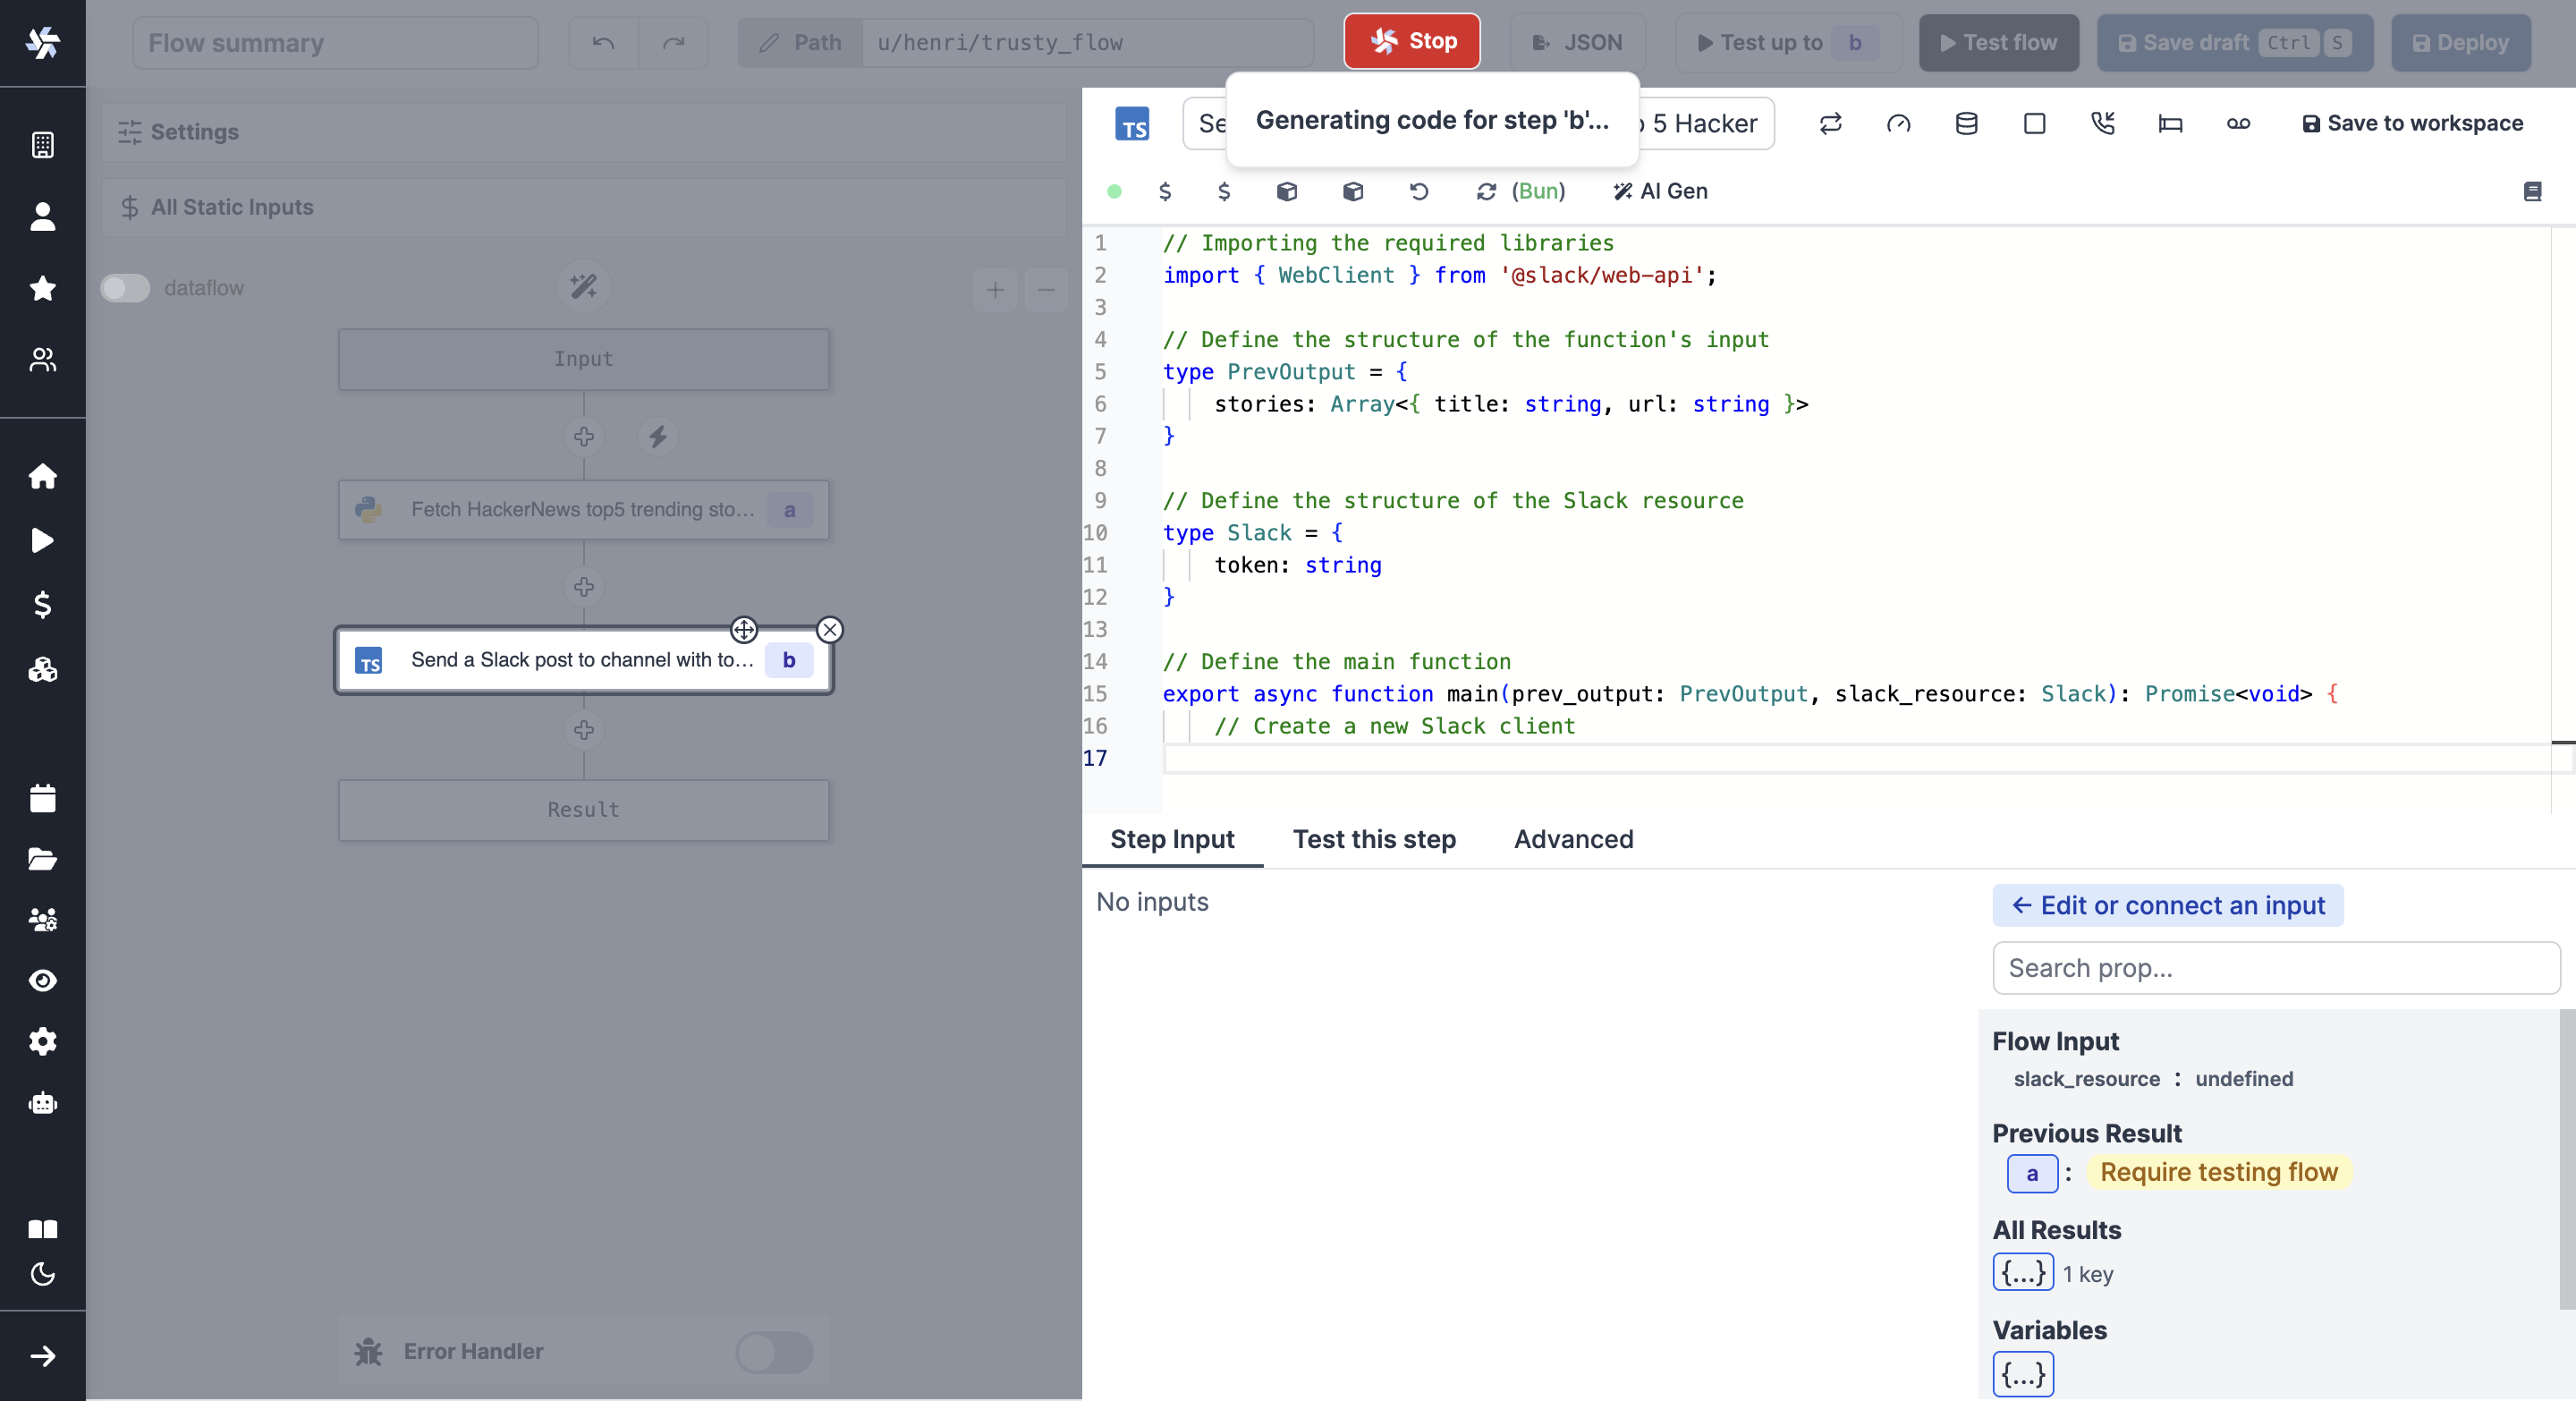 Flow summary
Path
u/henri/trusty_flow
Stop
JSON
Test up to b
Test flow
Save draft Ctrl S
Deploy
Settings
All Static Inputs
dataflow
Input
Fetch HackerNews top5 trending sto... a
TS Send a Slack post to channel with to... b
Result
Error Handler
TS
Se
Generating code for step 'b'...
5 Hacker
Save to workspace
(Bun)
AI Gen
1 // Importing the required libraries
2 import { WebClient } from '@slack/web-api';
3
4 // Define the structure of the function's input
5 type PrevOutput = {
6 stories: Array<{ title: string, url: string }>
7 }
8
9 // Define the structure of the Slack resource
10 type Slack = {
11 token: string
12 }
13
14 // Define the main function
15 export async function main(prev_output: PrevOutput, slack_resource: Slack): Promise<void> {
16 // Create a new Slack client
17
Step Input
Test this step
Advanced
No inputs
← Edit or connect an input
Search prop...
Flow Input
slack_resource : undefined
Previous Result
a : Require testing flow
All Results
{...} 1 key
Variables
{...}